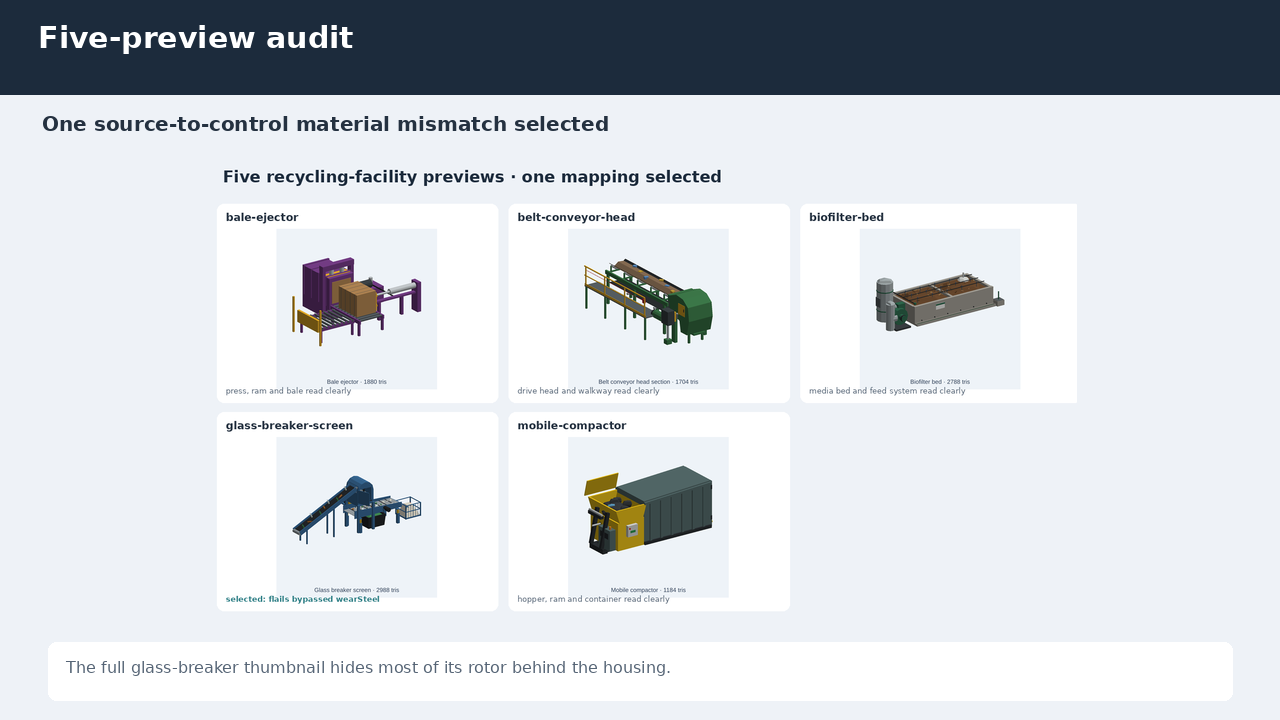 Five-preview audit
One source-to-control material mismatch selected
Five recycling-facility previews · one mapping selected
bale-ejector
Bale ejector · 1880 tris
press, ram and bale read clearly
belt-conveyor-head
Belt conveyor head section · 1704 tris
drive head and walkway read clearly
biofilter-bed
Biofilter bed · 2788 tris
media bed and feed system read clearly
glass-breaker-screen
Glass breaker screen · 2988 tris
selected: flails bypassed wearSteel
mobile-compactor
Mobile compactor · 1184 tris
hopper, ram and container read clearly
The full glass-breaker thumbnail hides most of its rotor behind the housing.